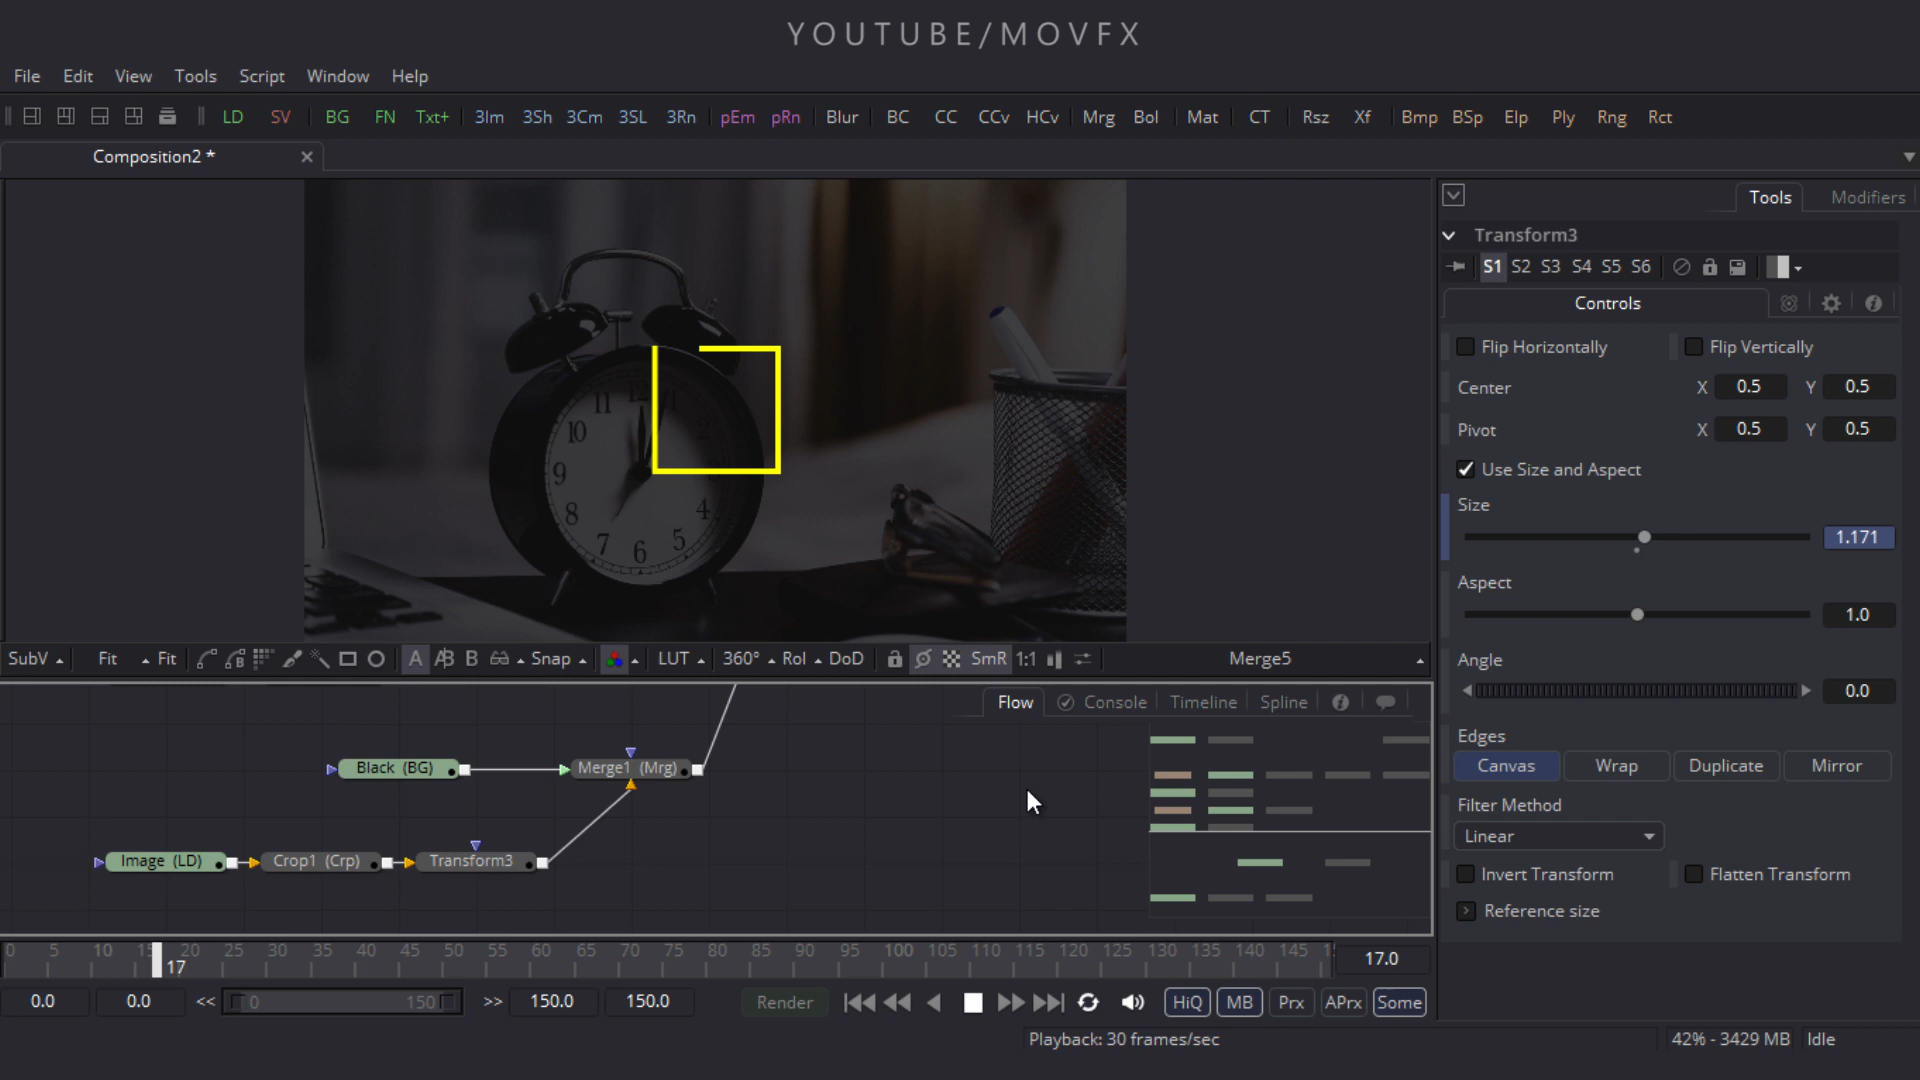 YOUTUBE/MOVFX
File Edit View Tools Script Window Help
LD SV BG FN Txt+ 3Im 3Sh 3Cm 3SL 3Rn pEm pRn Blur BC CC CCv HCv Mrg Bol Mat CT Rsz Xf Bmp BSp Elp Ply Rng Rct
Composition2 *
Tools Modifiers
Transform3
S1 S2 S3 S4 S5 S6
Controls
Flip Horizontally Flip Vertically
Center X 0.5 Y 0.5
Pivot X 0.5 Y 0.5
Use Size and Aspect
Size
1.171
Aspect
1.0
Angle
0.0
Edges
Canvas Wrap Duplicate Mirror
Filter Method
Linear
Invert Transform Flatten Transform
Reference size
11
10
9
8
7 6 5 4
SubV Fit Fit A A|B B Snap LUT 360° Rol DoD SmR 1:1 Merge5
Flow Console Timeline Spline
Black (BG) Merge1 (Mrg)
Image (LD) Crop1 (Crp) Transform3
0 5 10 15 20 25 30 35 40 45 50 55 60 65 70 75 80 85 90 95 100 105 110 115 120 125 130 135 140 145
17 17.0
0.0 0.0 << 0 150 >> 150.0 150.0 Render HiQ MB Prx APrx Some
Playback: 30 frames/sec 42% - 3429 MB Idle